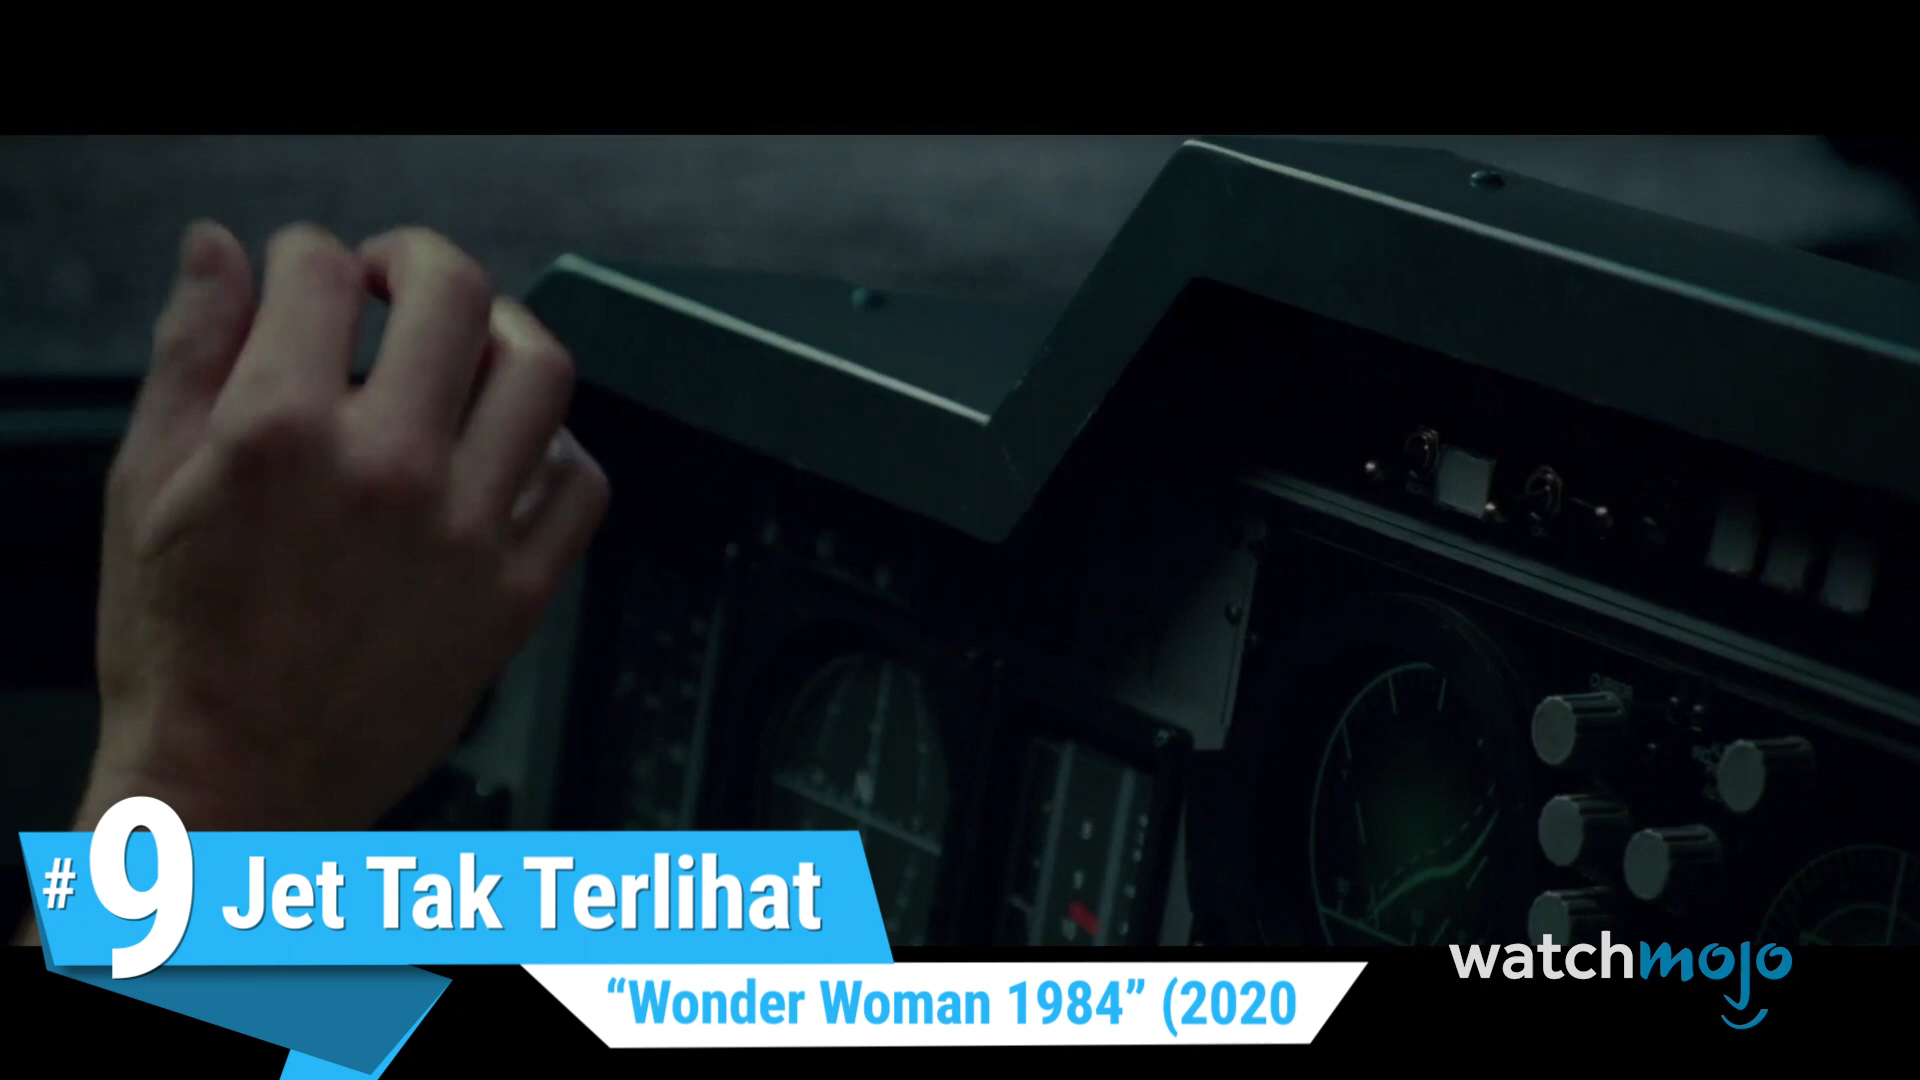 #9 Jet Tak Terlihat
“Wonder Woman 1984” (2020
watchmojo